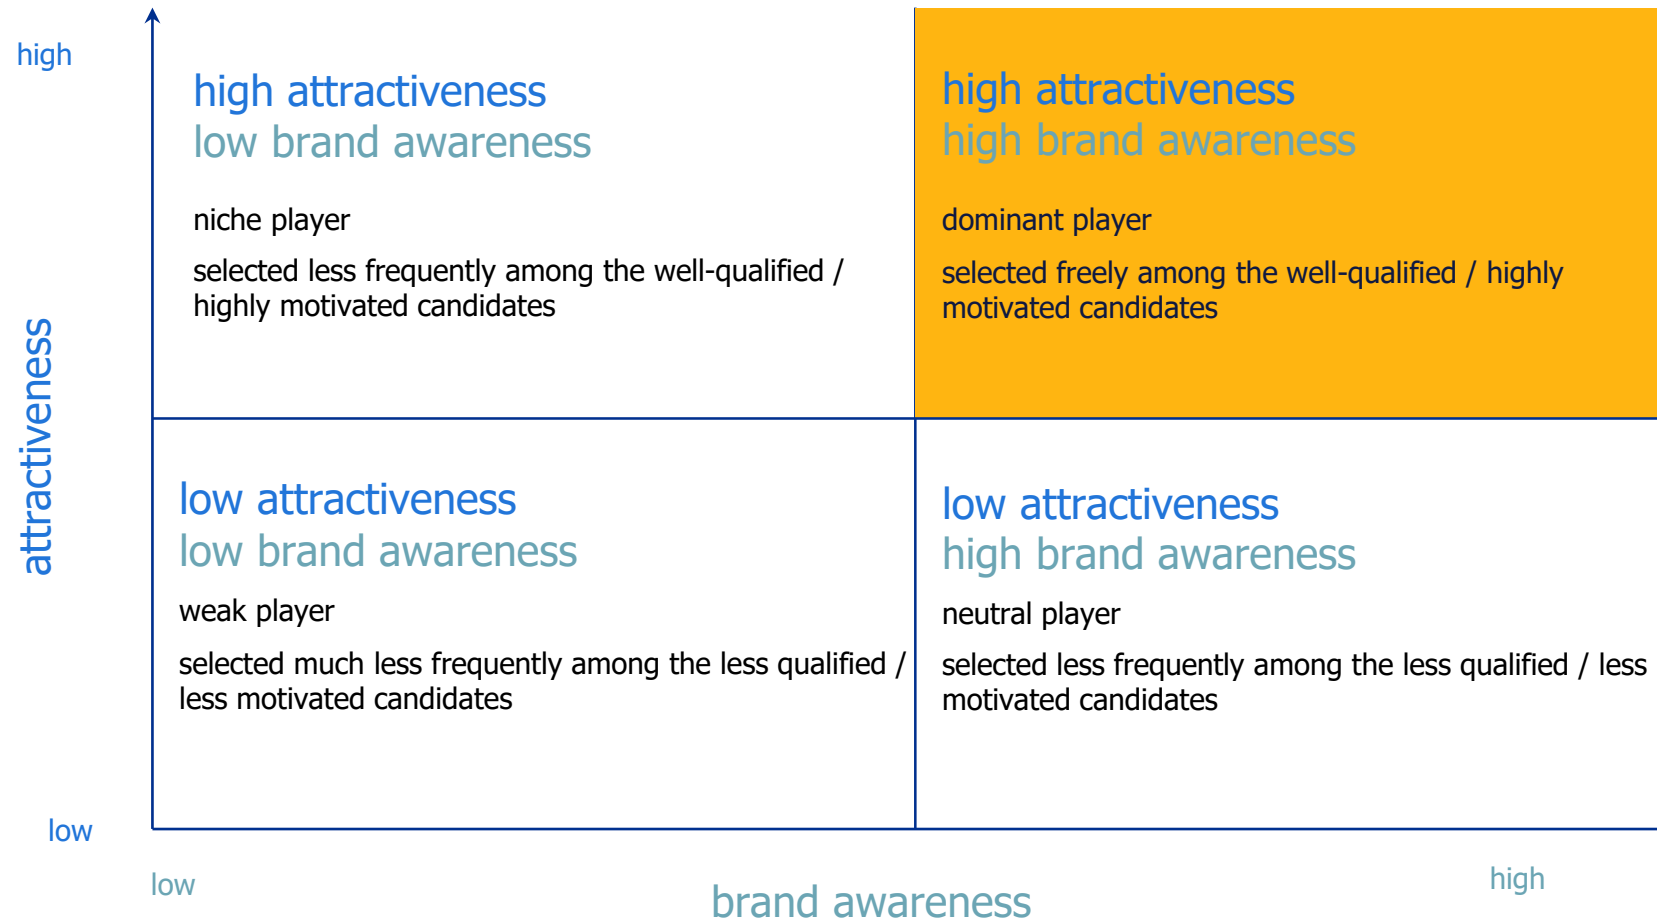 high
high attractiveness
low brand awareness
niche player
selected less frequently among the well-qualified /
highly motivated candidates
high attractiveness
high brand awareness
dominant player
selected freely among the well-qualified / highly
motivated candidates
attractiveness
low attractiveness
low brand awareness
weak player
selected much less frequently among the less qualified /
less motivated candidates
low attractiveness
high brand awareness
neutral player
selected less frequently among the less qualified / less
motivated candidates
low
low
brand awareness
high